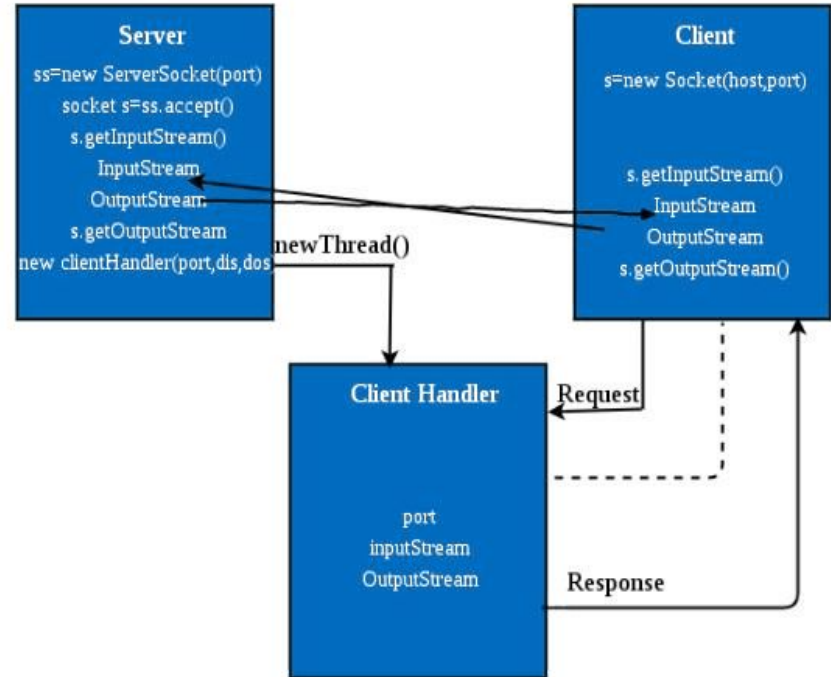 Server
ss=new ServerSocket(port)
socket s=ss.accept()
s.getInputStream()
InputStream
OutputStream
s.getOutputStream
new clientHandler(port,dis,dos)
newThread()
Client
s=new Socket(host,port)
s.getInputStream()
InputStream
OutputStream
s.getOutputStream()
Client Handler
port
inputStream
OutputStream
Request
Response